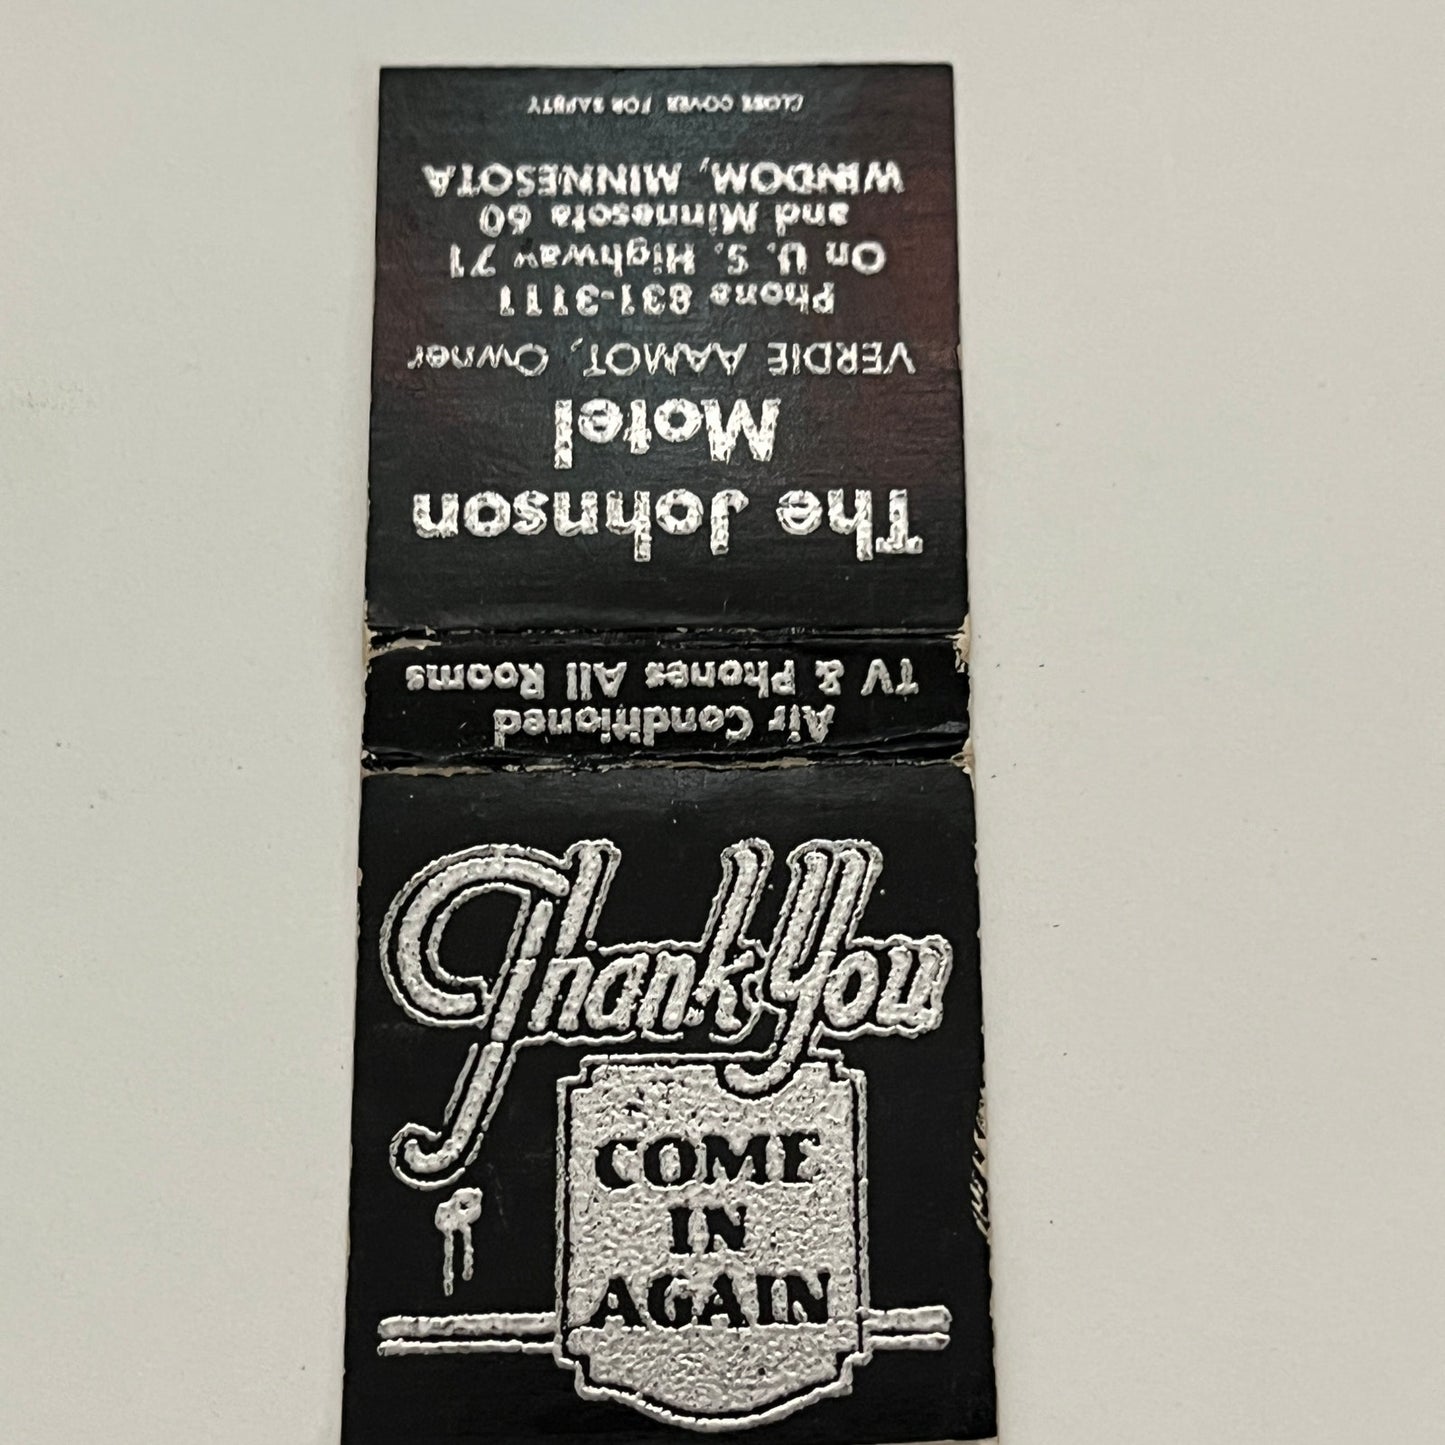 The Johnson
Motel
VERDIE AAMOT, Owner
Phone 831-3111
On U. S. Highway 71
and Minnesota 60
WINDOM, MINNESOTA
CLOSE COVER FOR SAFETY
Air Conditioned
TV & Phones All Rooms
Thank You
COME
IN
AGAIN